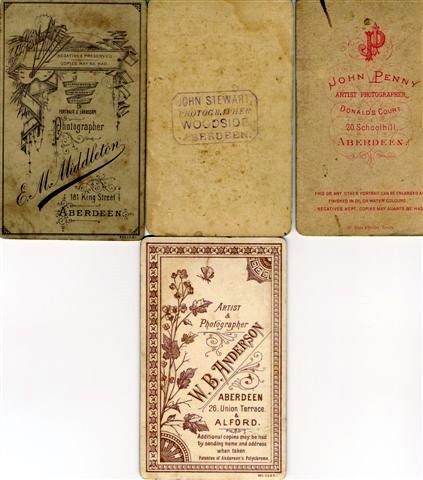 NEGATIVES PRESERVED
COPIES MAY BE HAD
PORTRAIT & LANDSCAPE
Photographer
E. M. Middleton
181 King Street
ABERDEEN
JOHN STEWART,
PHOTOGRAPHER
WOODSIDE
ABERDEEN.
JP
JOHN PENNY
ARTIST PHOTOGRAPHER,
DONALD'S COURT,
20 Schoolhill,
ABERDEEN.
THIS OR ANY OTHER PORTRAIT CAN BE ENLARGED AND
FINISHED IN OIL OR WATER COLOURS.
NEGATIVES KEPT. COPIES MAY ALWAYS BE HAD.
ARTIST
&
Photographer
W. B. ANDERSON
ABERDEEN
26, Union Terrace.
& ALFORD.
Additional copies may be had
by sending name and address
when taken.
Patentee of Anderson's Polychrome.